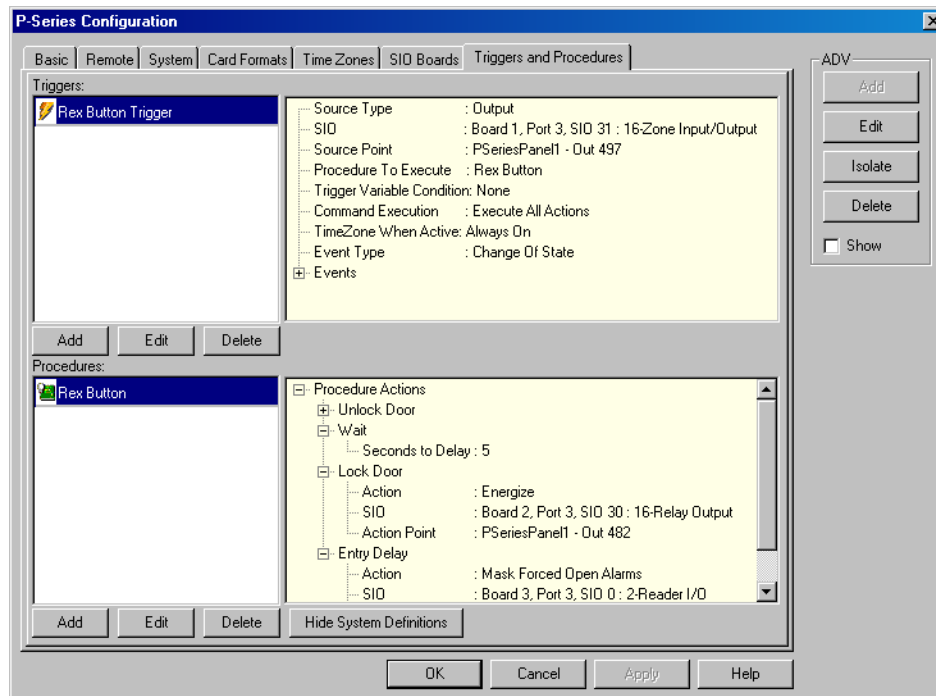 P-Series Configuration
Basic Remote System Card Formats Time Zones SIO Boards Triggers and Procedures
Triggers:
Rex Button Trigger
Source Type : Output
SIO : Board 1, Port 3, SIO 31 : 16-Zone Input/Output
Source Point : PSeriesPanel1 - Out 497
Procedure To Execute : Rex Button
Trigger Variable Condition: None
Command Execution : Execute All Actions
TimeZone When Active: Always On
Event Type : Change Of State
Events
Add Edit Delete
Procedures:
Rex Button
Procedure Actions
Unlock Door
Wait
Seconds to Delay : 5
Lock Door
Action : Energize
SIO : Board 2, Port 3, SIO 30 : 16-Relay Output
Action Point : PSeriesPanel1 - Out 482
Entry Delay
Action : Mask Forced Open Alarms
SIO : Board 3, Port 3, SIO 0 : 2-Reader I/O
Add Edit Delete Hide System Definitions
ADV
Add
Edit
Isolate
Delete
Show
OK Cancel Apply Help